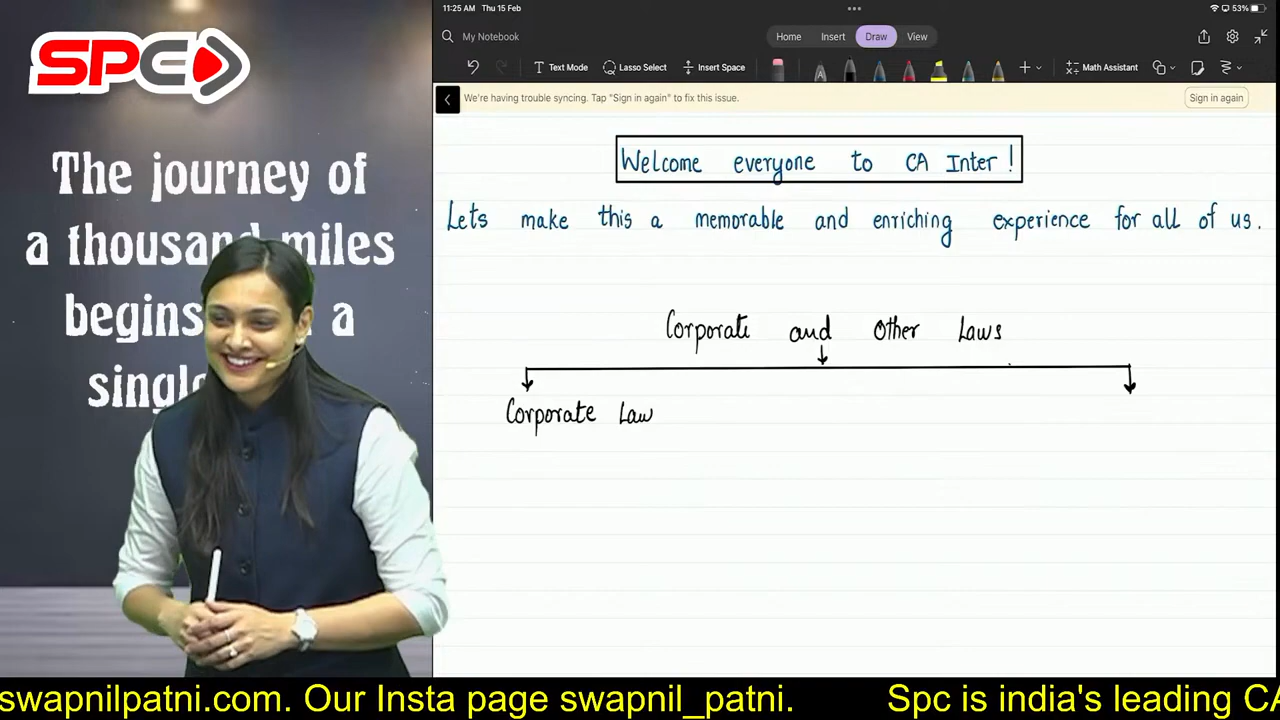 SPC
The journey of
a thousand miles
begins a
single
11:25 AM Thu 15 Feb
53%
My Notebook
Home Insert Draw View
Text Mode Lasso Select Insert Space Math Assistant
We're having trouble syncing. Tap "Sign in again" to fix this issue. Sign in again
Welcome everyone to CA Inter !
Lets make this a memorable and enriching experience for all of us.
Corporate and Other Laws
Corporate Law
swapnilpatni.com. Our Insta page swapnil_patni. Spc is india's leading CA